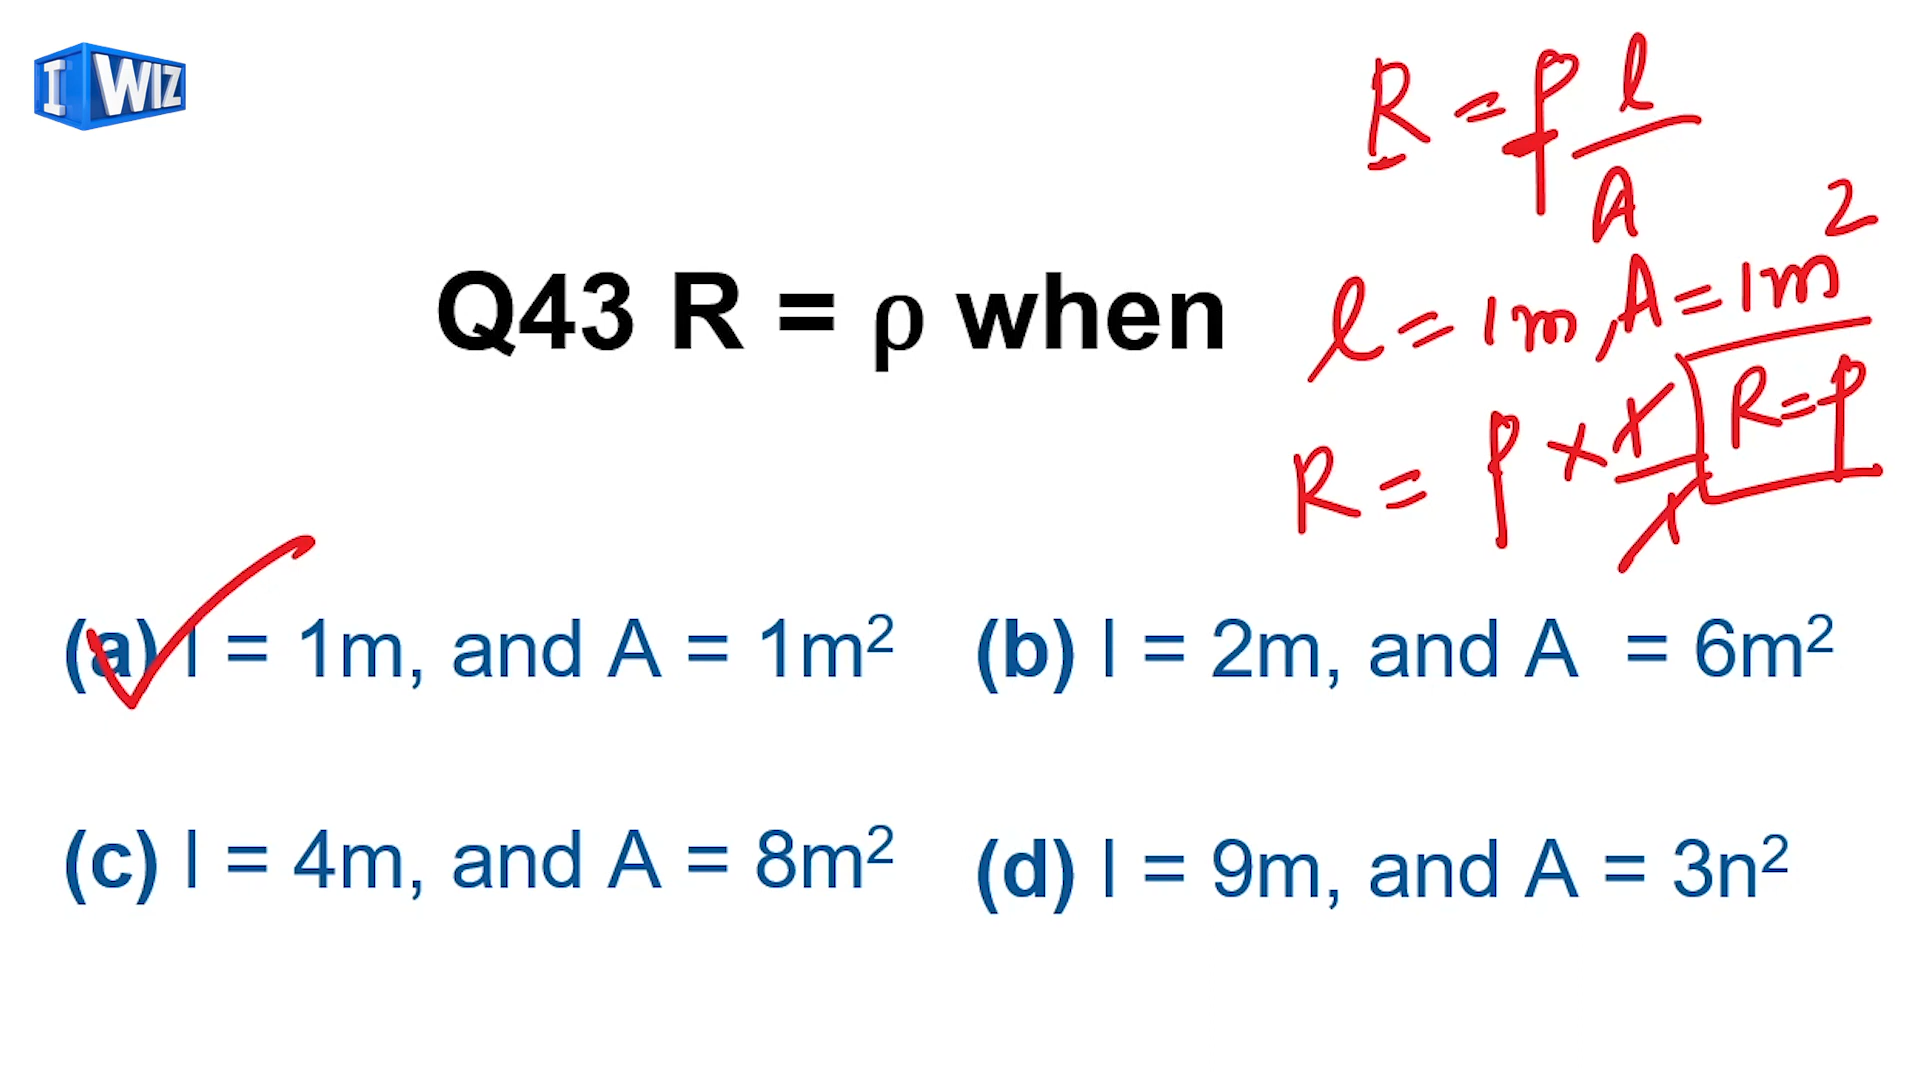 I WIZ
R = ρ l/A
Q43 R = ρ when
l = 1m, A = 1m²
R = ρ × 1/1
R = ρ
(a) l = 1m, and A = 1m²
(b) l = 2m, and A = 6m²
(c) l = 4m, and A = 8m²
(d) l = 9m, and A = 3n²